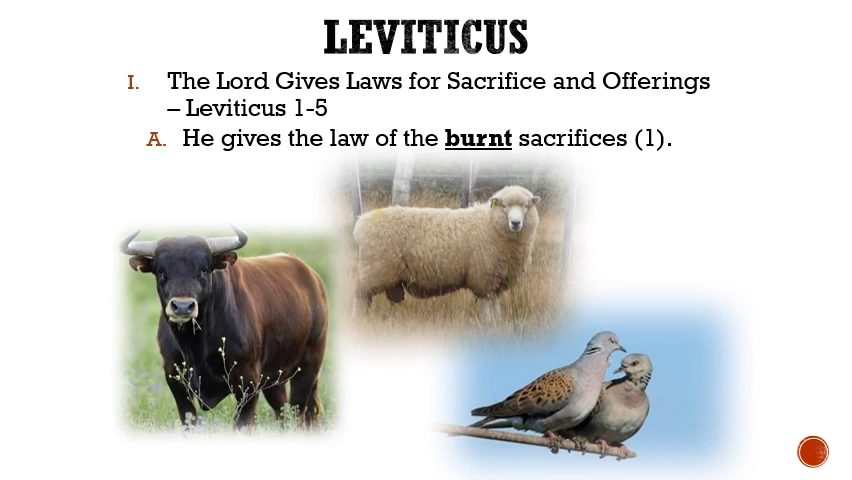 LEVITICUS
I. The Lord Gives Laws for Sacrifice and Offerings
– Leviticus 1-5
A. He gives the law of the burnt sacrifices (1).